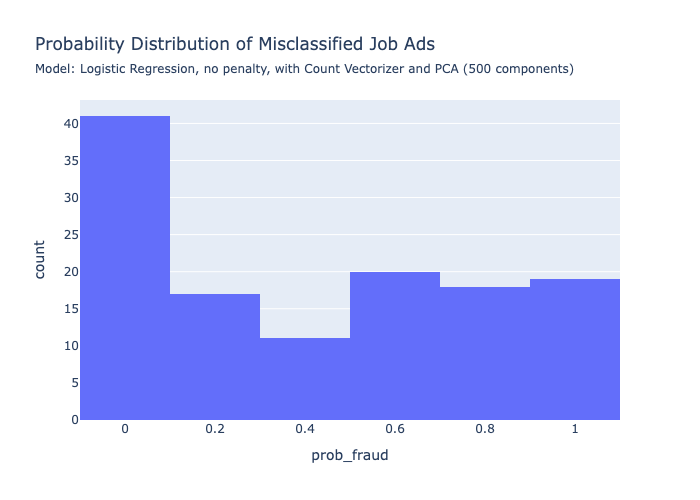 Probability Distribution of Misclassified Job Ads
Model: Logistic Regression, no penalty, with Count Vectorizer and PCA (500 components)
40
35
30
25
20
15
10
5
0
count
0 0.2 0.4 0.6 0.8 1
prob_fraud